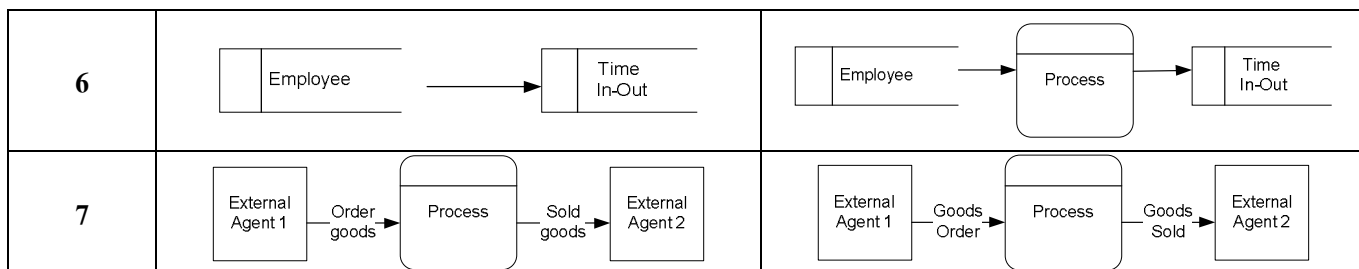 6
Employee
Time
In-Out
Employee
Process
Time
In-Out
7
External
Agent 1
Order
goods
Process
Sold
goods
External
Agent 2
External
Agent 1
Goods
Order
Process
Goods
Sold
External
Agent 2